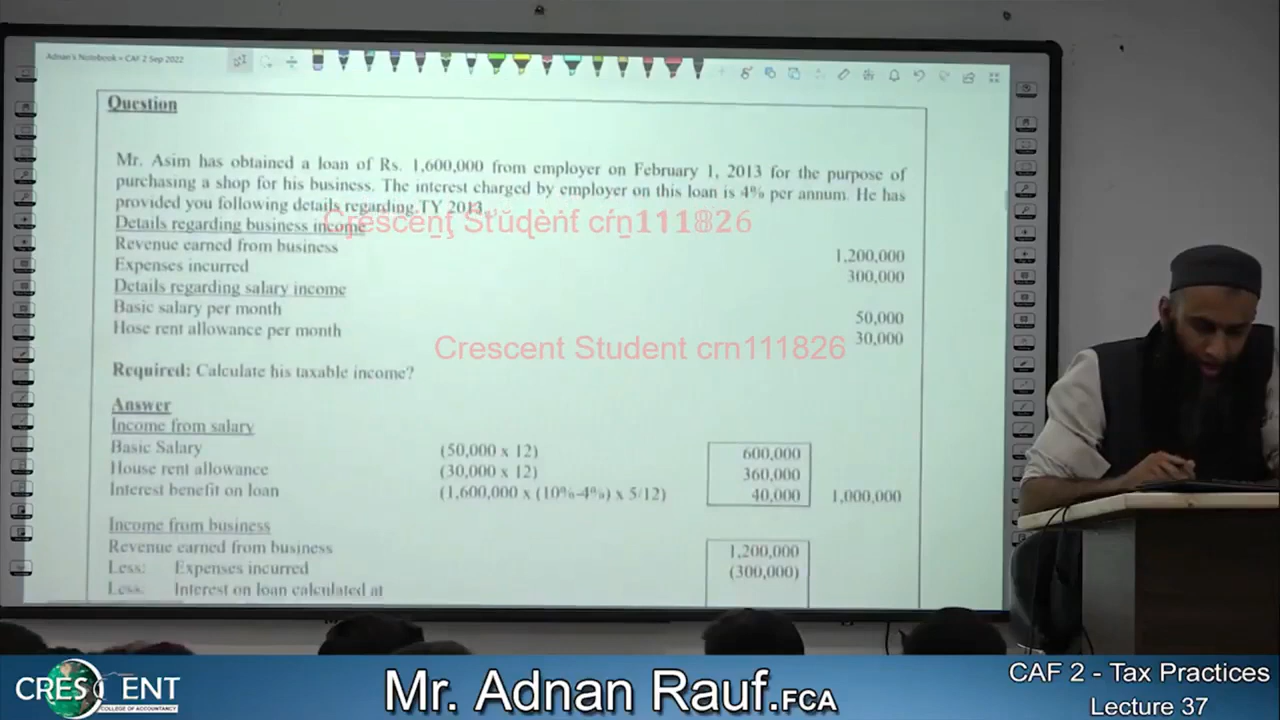 Adnan's Notebook - CAF 2 Sep 2022
Question
Mr. Asim has obtained a loan of Rs. 1,600,000 from employer on February 1, 2013 for the purpose of
purchasing a shop for his business. The interest charged by employer on this loan is 4% per annum. He has
provided you following details regarding TY 2013.
Crescent Student crn111826
Details regarding business income
Revenue earned from business 1,200,000
Expenses incurred 300,000
Details regarding salary income
Basic salary per month 50,000
Hose rent allowance per month 30,000
Crescent Student crn111826
Required: Calculate his taxable income?
Answer
Income from salary
Basic Salary (50,000 x 12) 600,000
House rent allowance (30,000 x 12) 360,000
Interest benefit on loan (1,600,000 x (10%-4%) x 5/12) 40,000 1,000,000
Income from business
Revenue earned from business 1,200,000
Less: Expenses incurred (300,000)
Less: Interest on loan calculated at
CRESCENT
COLLEGE OF ACCOUNTANCY
Mr. Adnan Rauf.FCA
CAF 2 - Tax Practices
Lecture 37